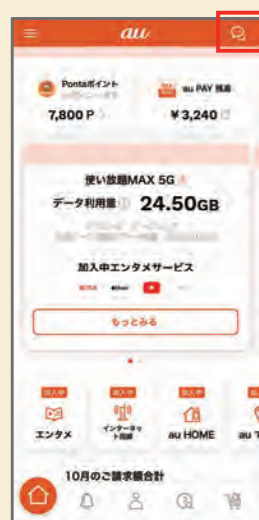 au
Pontaポイント
au PAY 残高
7,800 P
¥3,240
使い放題MAX 5G
データ利用量
24.50GB
加入中エンタメサービス
NETFLIX
Music
もっとみる
加入中
加入中
加入中
エンタメ
インターネット回線
au HOME
au
10月のご請求額合計